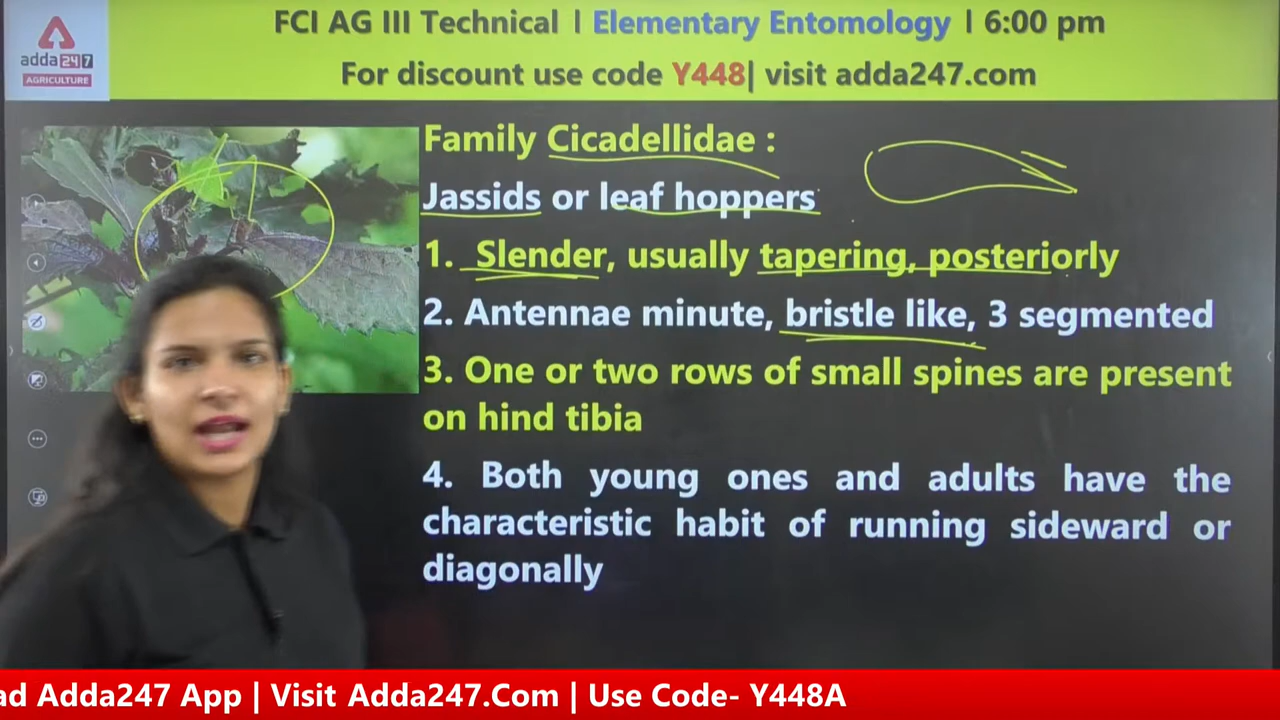 FCI AG III Technical l Elementary Entomology l 6:00 pm
For discount use code Y448| visit adda247.com
adda247
AGRICULTURE
Family Cicadellidae :
Jassids or leaf hoppers
1. Slender, usually tapering, posteriorly
2. Antennae minute, bristle like, 3 segmented
3. One or two rows of small spines are present
on hind tibia
4. Both young ones and adults have the
characteristic habit of running sideward or
diagonally
ad Adda247 App | Visit Adda247.Com | Use Code- Y448A